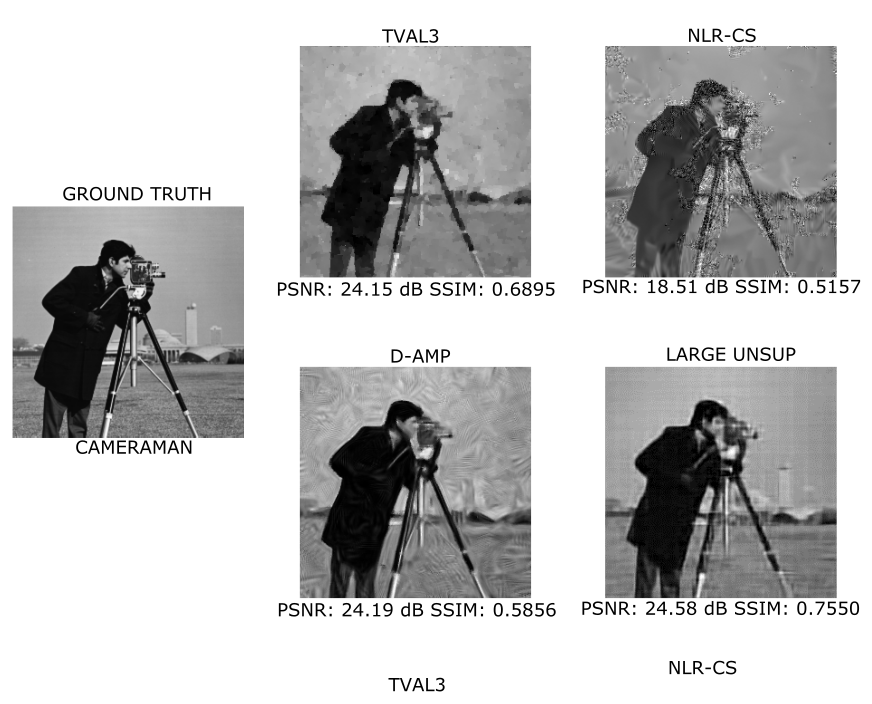 TVAL3
NLR-CS
GROUND TRUTH
PSNR: 24.15 dB SSIM: 0.6895
PSNR: 18.51 dB SSIM: 0.5157
D-AMP
LARGE UNSUP
CAMERAMAN
PSNR: 24.19 dB SSIM: 0.5856
PSNR: 24.58 dB SSIM: 0.7550
NLR-CS
TVAL3